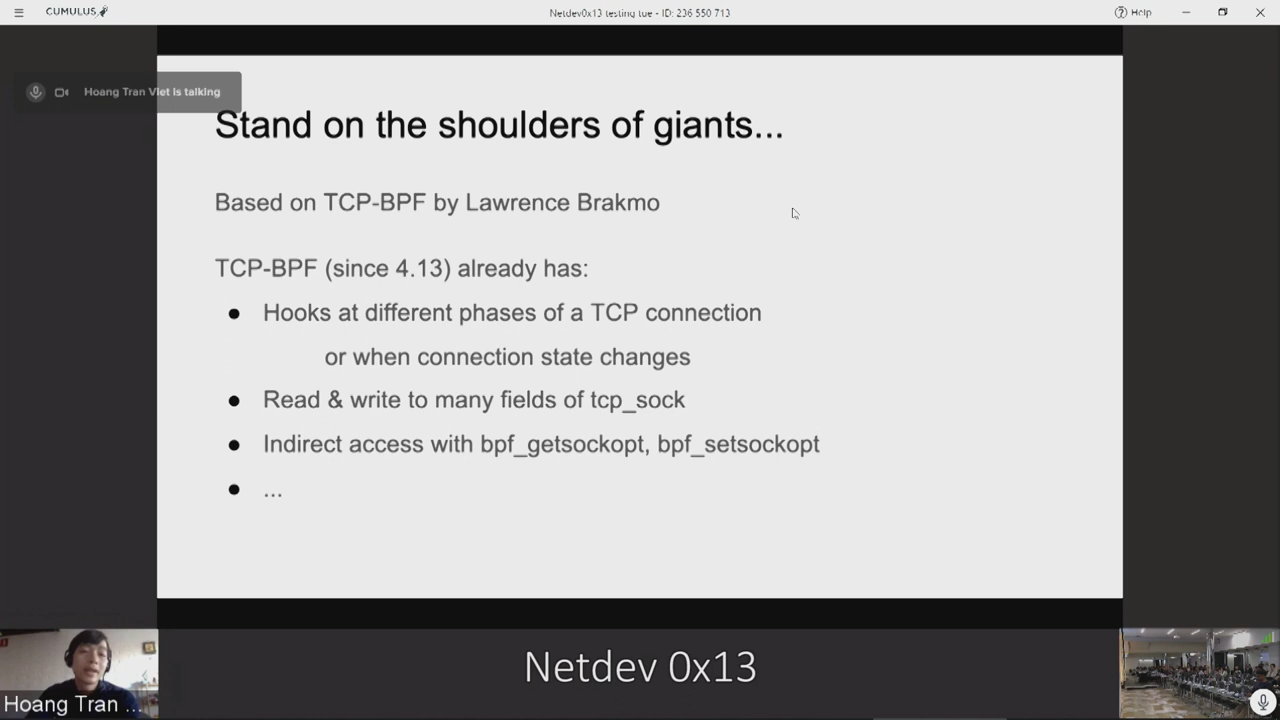 CUMULUS
Netdev0x13 testing tue - ID: 236 550 713
Help
Hoang Tran Viet is talking
Stand on the shoulders of giants...
Based on TCP-BPF by Lawrence Brakmo
TCP-BPF (since 4.13) already has:
● Hooks at different phases of a TCP connection
or when connection state changes
● Read & write to many fields of tcp_sock
● Indirect access with bpf_getsockopt, bpf_setsockopt
● ...
Hoang Tran ...
Netdev 0x13